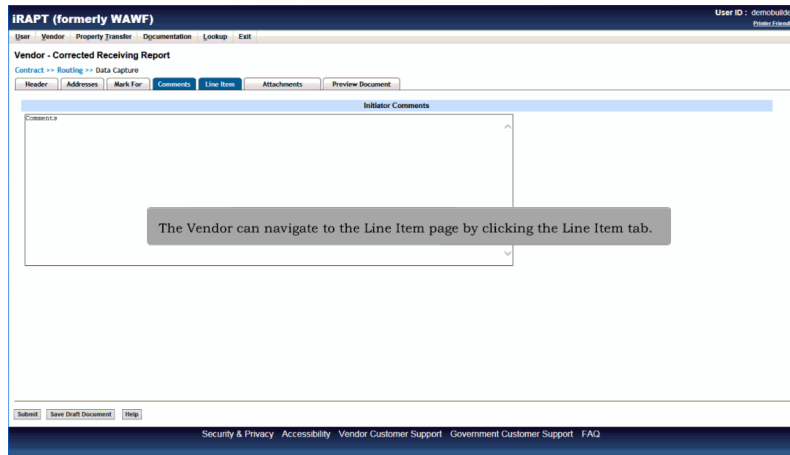 iRAPT (formerly WAWF)
User ID : demobuilde
Printer Friend
User Vendor Property Transfer Documentation Lookup Exit
Vendor - Corrected Receiving Report
Contract >> Routing >> Data Capture
Header Addresses Mark For Comments Line Item Attachments Preview Document
Initiator Comments
Comments
The Vendor can navigate to the Line Item page by clicking the Line Item tab.
Submit Save Draft Document Help
Security & Privacy Accessibility Vendor Customer Support Government Customer Support FAQ